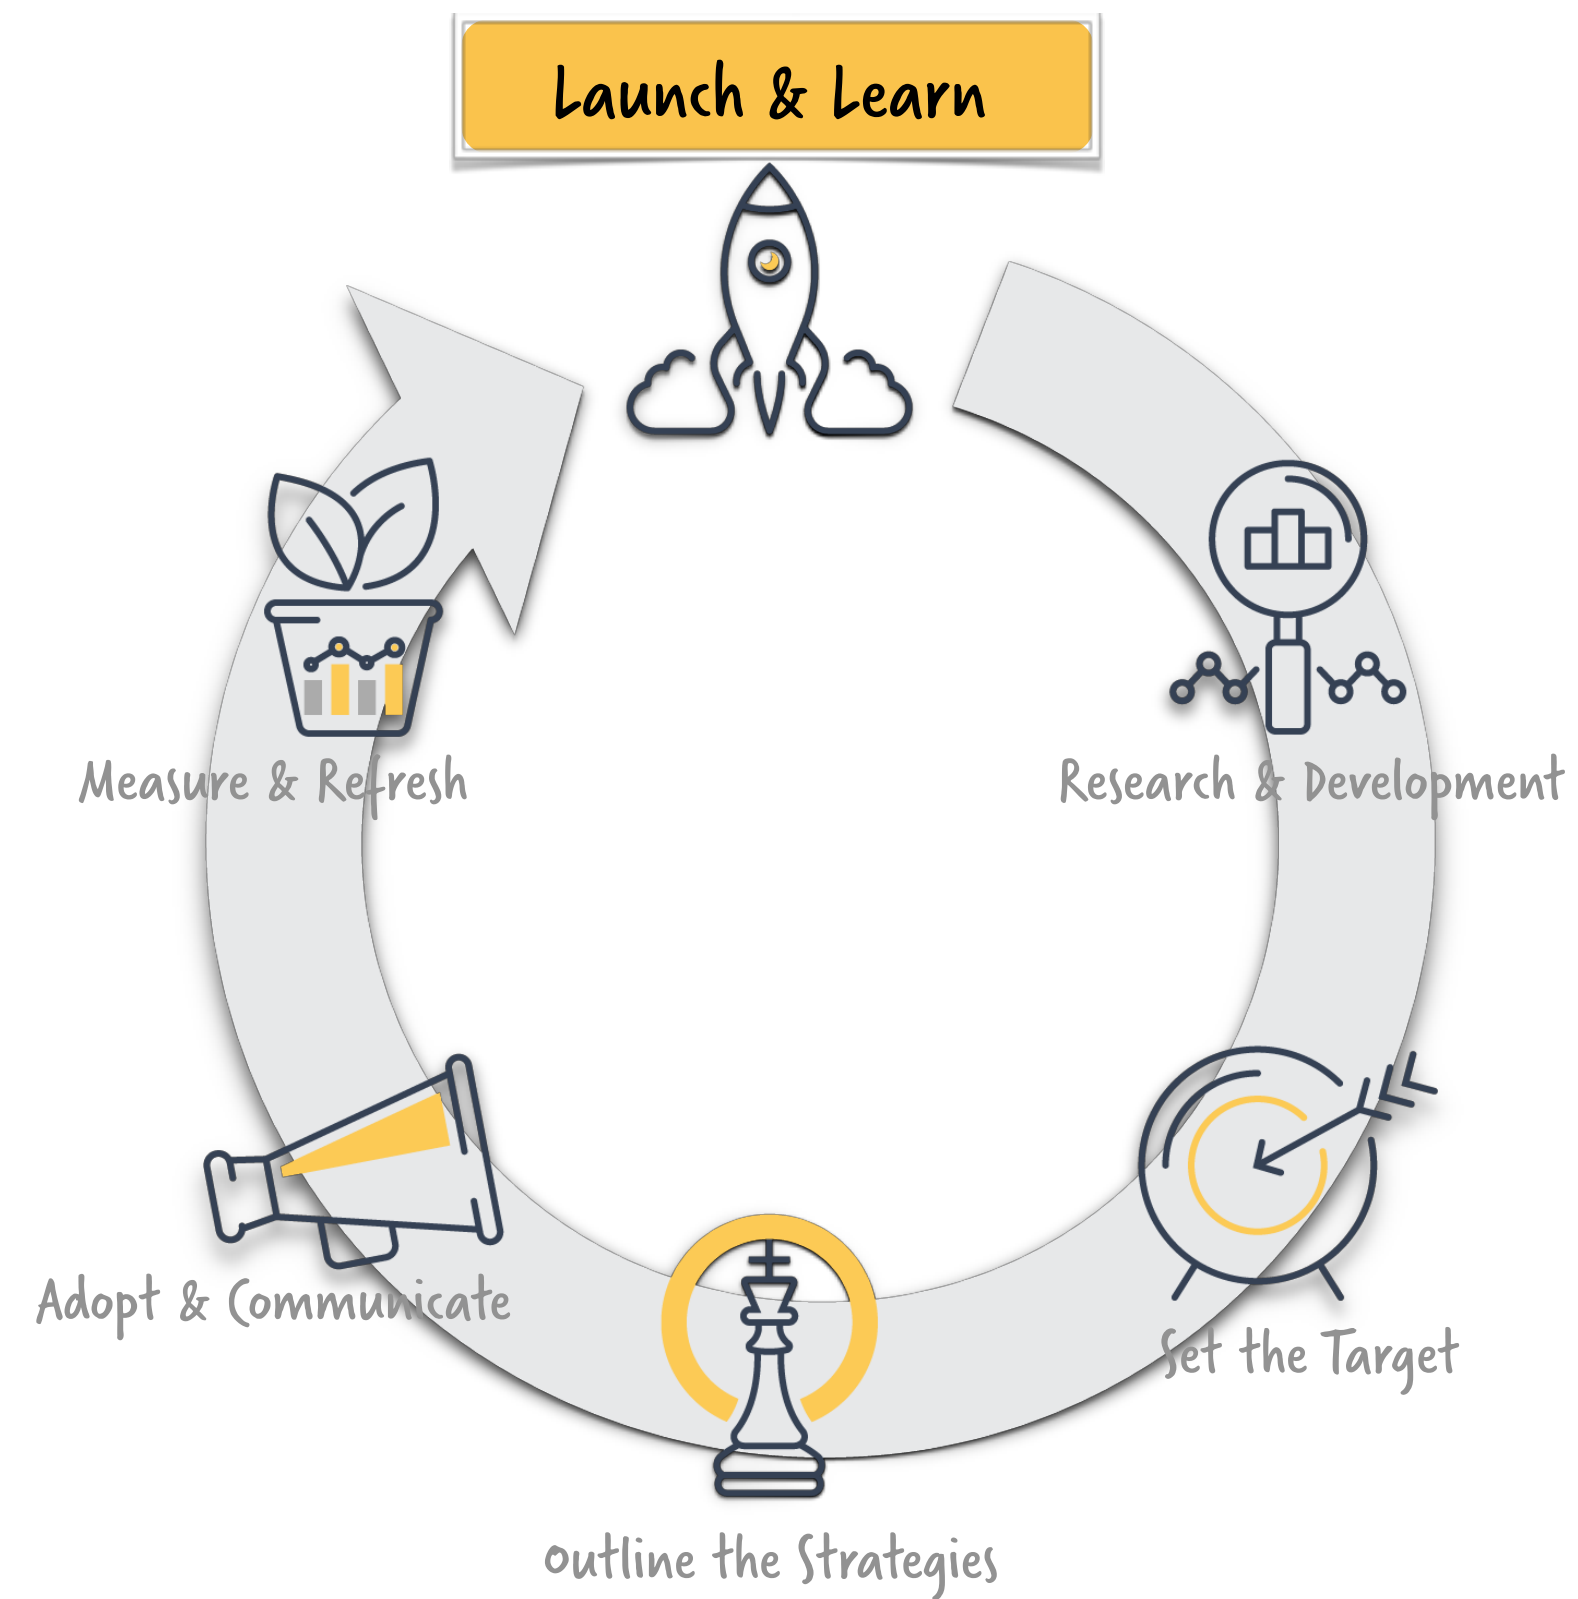 Launch & Learn
Measure & Refresh
Research & Development
Adopt & Communicate
Set the Target
Outline the Strategies